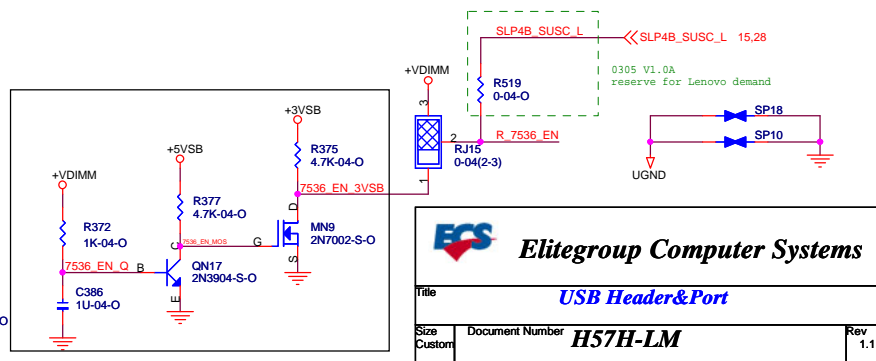 SLP4B_SUSC_L
SLP4B_SUSC_L 15,28
+VDIMM
R519
0-04-O
0305 V1.0A
reserve for Lenovo demand
3
2
R_7536_EN
RJ15
0-04(2-3)
1
SP18
SP10
UGND
+3VSB
R375
4.7K-04-O
7536_EN_3VSB
+5VSB
R377
4.7K-04-O
+VDIMM
R372
1K-04-O
D
MN9
2N7002-S-O
G
S
7536_EN_MOS
C
7536_EN_Q
B
QN17
2N3904-S-O
E
C386
1U-04-O
O
ECS
Elitegroup Computer Systems
Title
USB Header&Port
Size
Custom
Document Number
H57H-LM
Rev
1.1